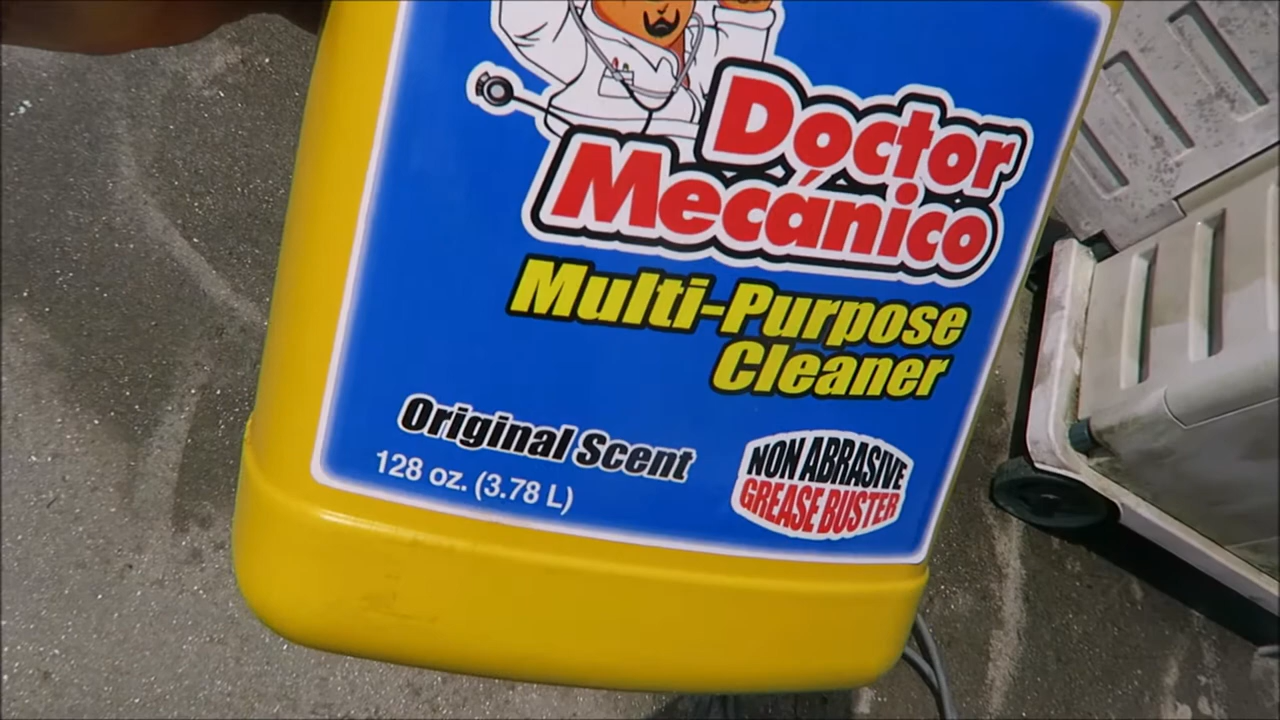 Doctor
Mecánico
Multi-Purpose
Cleaner
Original Scent
128 oz. (3.78 L)
NON ABRASIVE
GREASE BUSTER